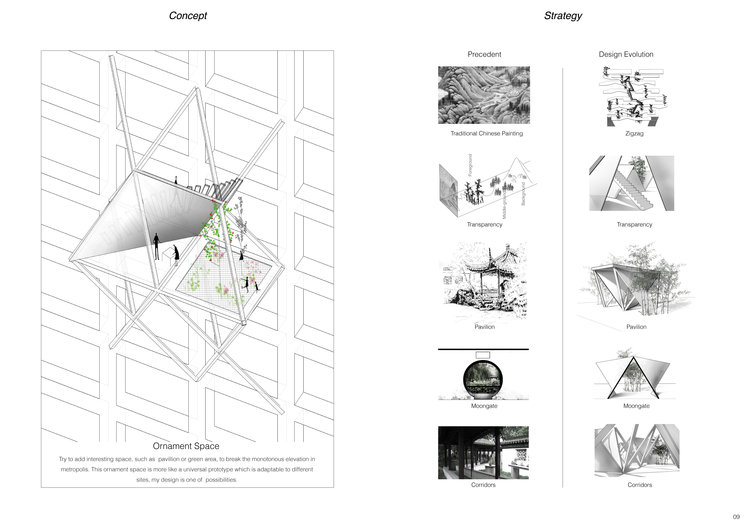 Concept
Strategy
Ornament Space
Try to add interesting space, such as pavillion or green area, to break the monotonous elevation in
metropolis. This ornament space is more like a universal prototype which is adaptable to different
sites, my design is one of possibilities.
Precedent
Traditional Chinese Painting
Foreground
Background
Transparency
Pavilion
Moongate
Corridors
Design Evolution
Zigzag
Transparency
Pavilion
Moongate
Corridors
09